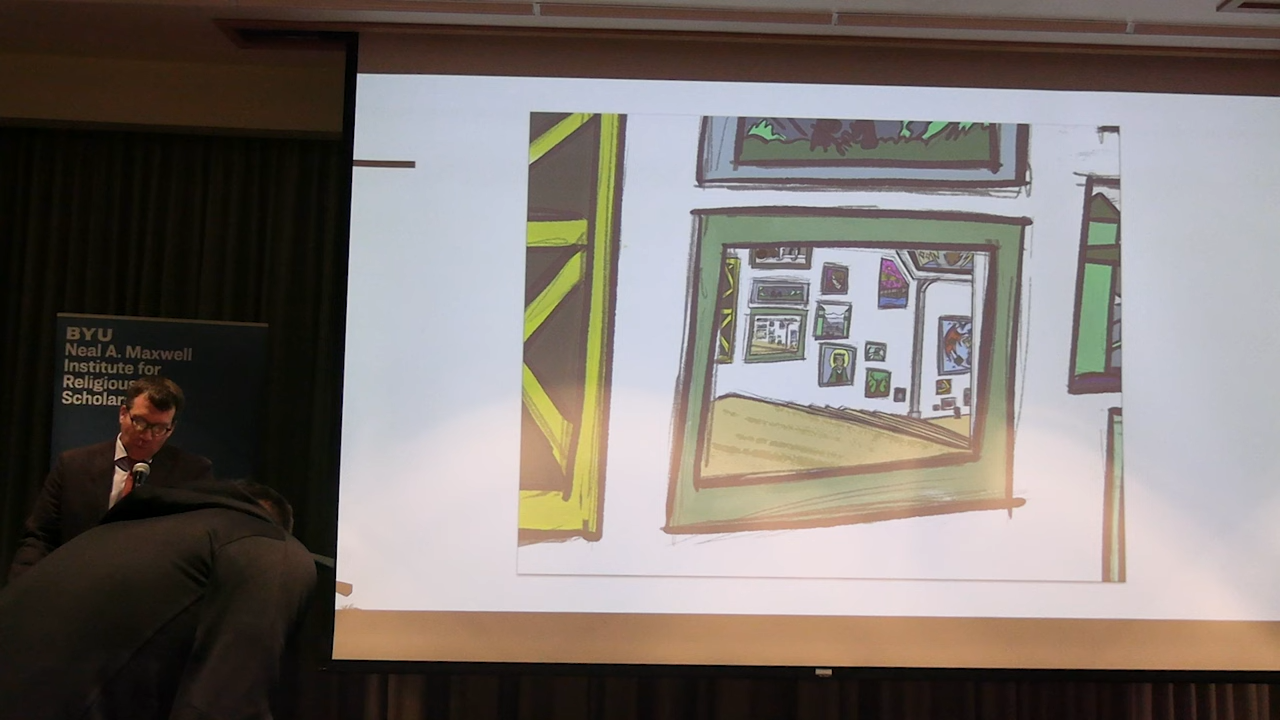 BYU
Neal A. Maxwell
Institute for
Religious
Scholar